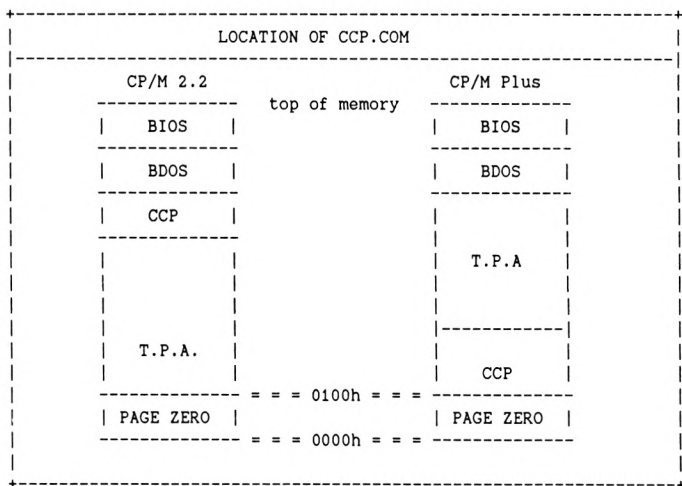 LOCATION OF CCP.COM
CP/M 2.2 CP/M Plus
top of memory
BIOS BIOS
BDOS BDOS
CCP
T.P.A
T.P.A.
CCP
= = = 0100h = = =
PAGE ZERO PAGE ZERO
= = = 0000h = = =